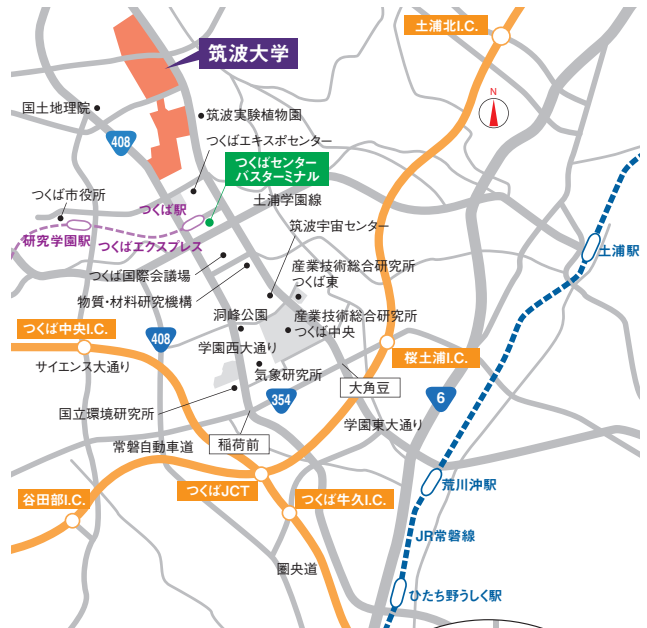 土浦北I.C.
筑波大学
N
国土地理院
筑波実験植物園
408
つくばエキスポセンター
つくばセンター
バスターミナル
つくば市役所
つくば駅
土浦学園線
研究学園駅
つくばエクスプレス
筑波宇宙センター
土浦駅
つくば国際会議場
産業技術総合研究所
つくば東
物質・材料研究機構
洞峰公園
産業技術総合研究所
つくば中央
つくば中央I.C.
408
学園西大通り
桜土浦I.C.
サイエンス大通り
気象研究所
大角豆
国立環境研究所
354
6
学園東大通り
稲荷前
常磐自動車道
谷田部I.C.
つくばJCT
つくば牛久I.C.
荒川沖駅
JR常磐線
圏央道
ひたち野うしく駅